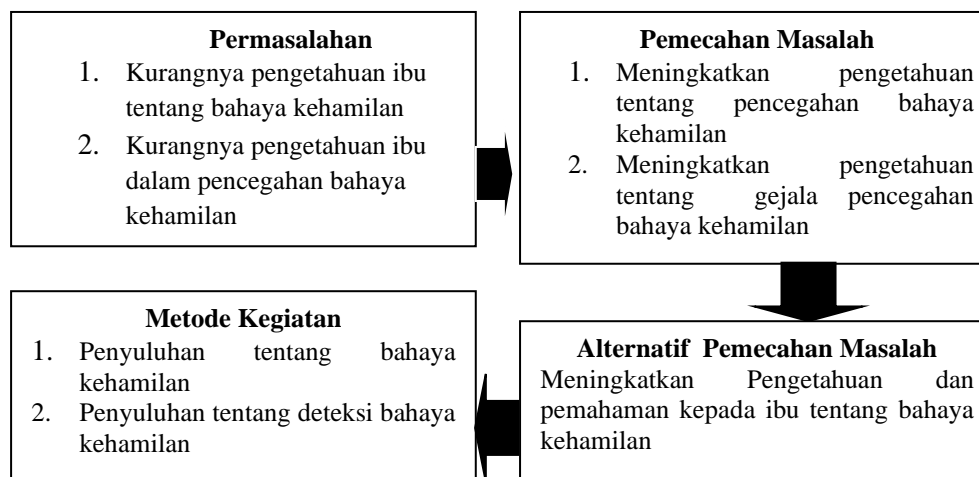 Permasalahan
1. Kurangnya pengetahuan ibu
tentang bahaya kehamilan
2. Kurangnya pengetahuan ibu
dalam pencegahan bahaya
kehamilan
Pemecahan Masalah
1. Meningkatkan pengetahuan
tentang pencegahan bahaya
kehamilan
2. Meningkatkan pengetahuan
tentang gejala pencegahan
bahaya kehamilan
Alternatif Pemecahan Masalah
Meningkatkan Pengetahuan dan
pemahaman kepada ibu tentang bahaya
kehamilan
Metode Kegiatan
1. Penyuluhan tentang bahaya
kehamilan
2. Penyuluhan tentang deteksi bahaya
kehamilan